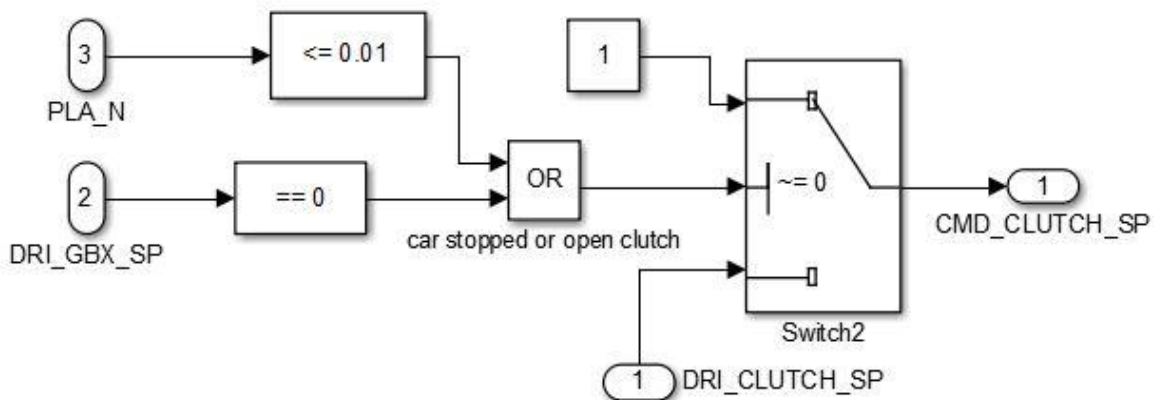 3
<= 0.01
PLA_N
1
2
== 0
OR
DRI_GBX_SP
car stopped or open clutch
~= 0
1
CMD_CLUTCH_SP
Switch2
1
DRI_CLUTCH_SP